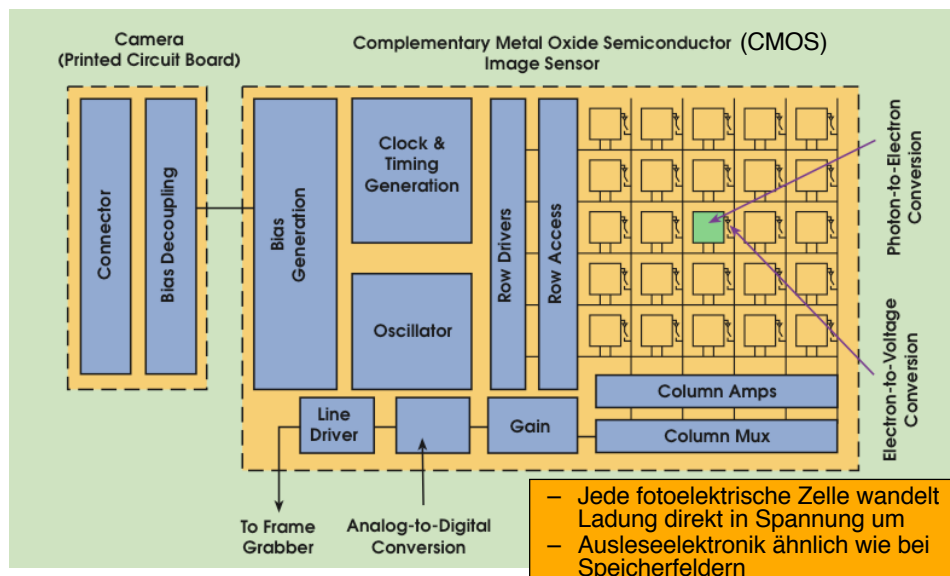 Camera
(Printed Circuit Board)
Complementary Metal Oxide Semiconductor (CMOS)
Image Sensor
Connector
Bias Decoupling
Bias
Generation
Clock &
Timing
Generation
Oscillator
Row Drivers
Row Access
Photon-to-Electron
Conversion
Electron-to-Voltage
Conversion
Column Amps
Column Mux
Line
Driver
Gain
To Frame
Grabber
Analog-to-Digital
Conversion
– Jede fotoelektrische Zelle wandelt
Ladung direkt in Spannung um
– Ausleseelektronik ähnlich wie bei
Speicherfeldern